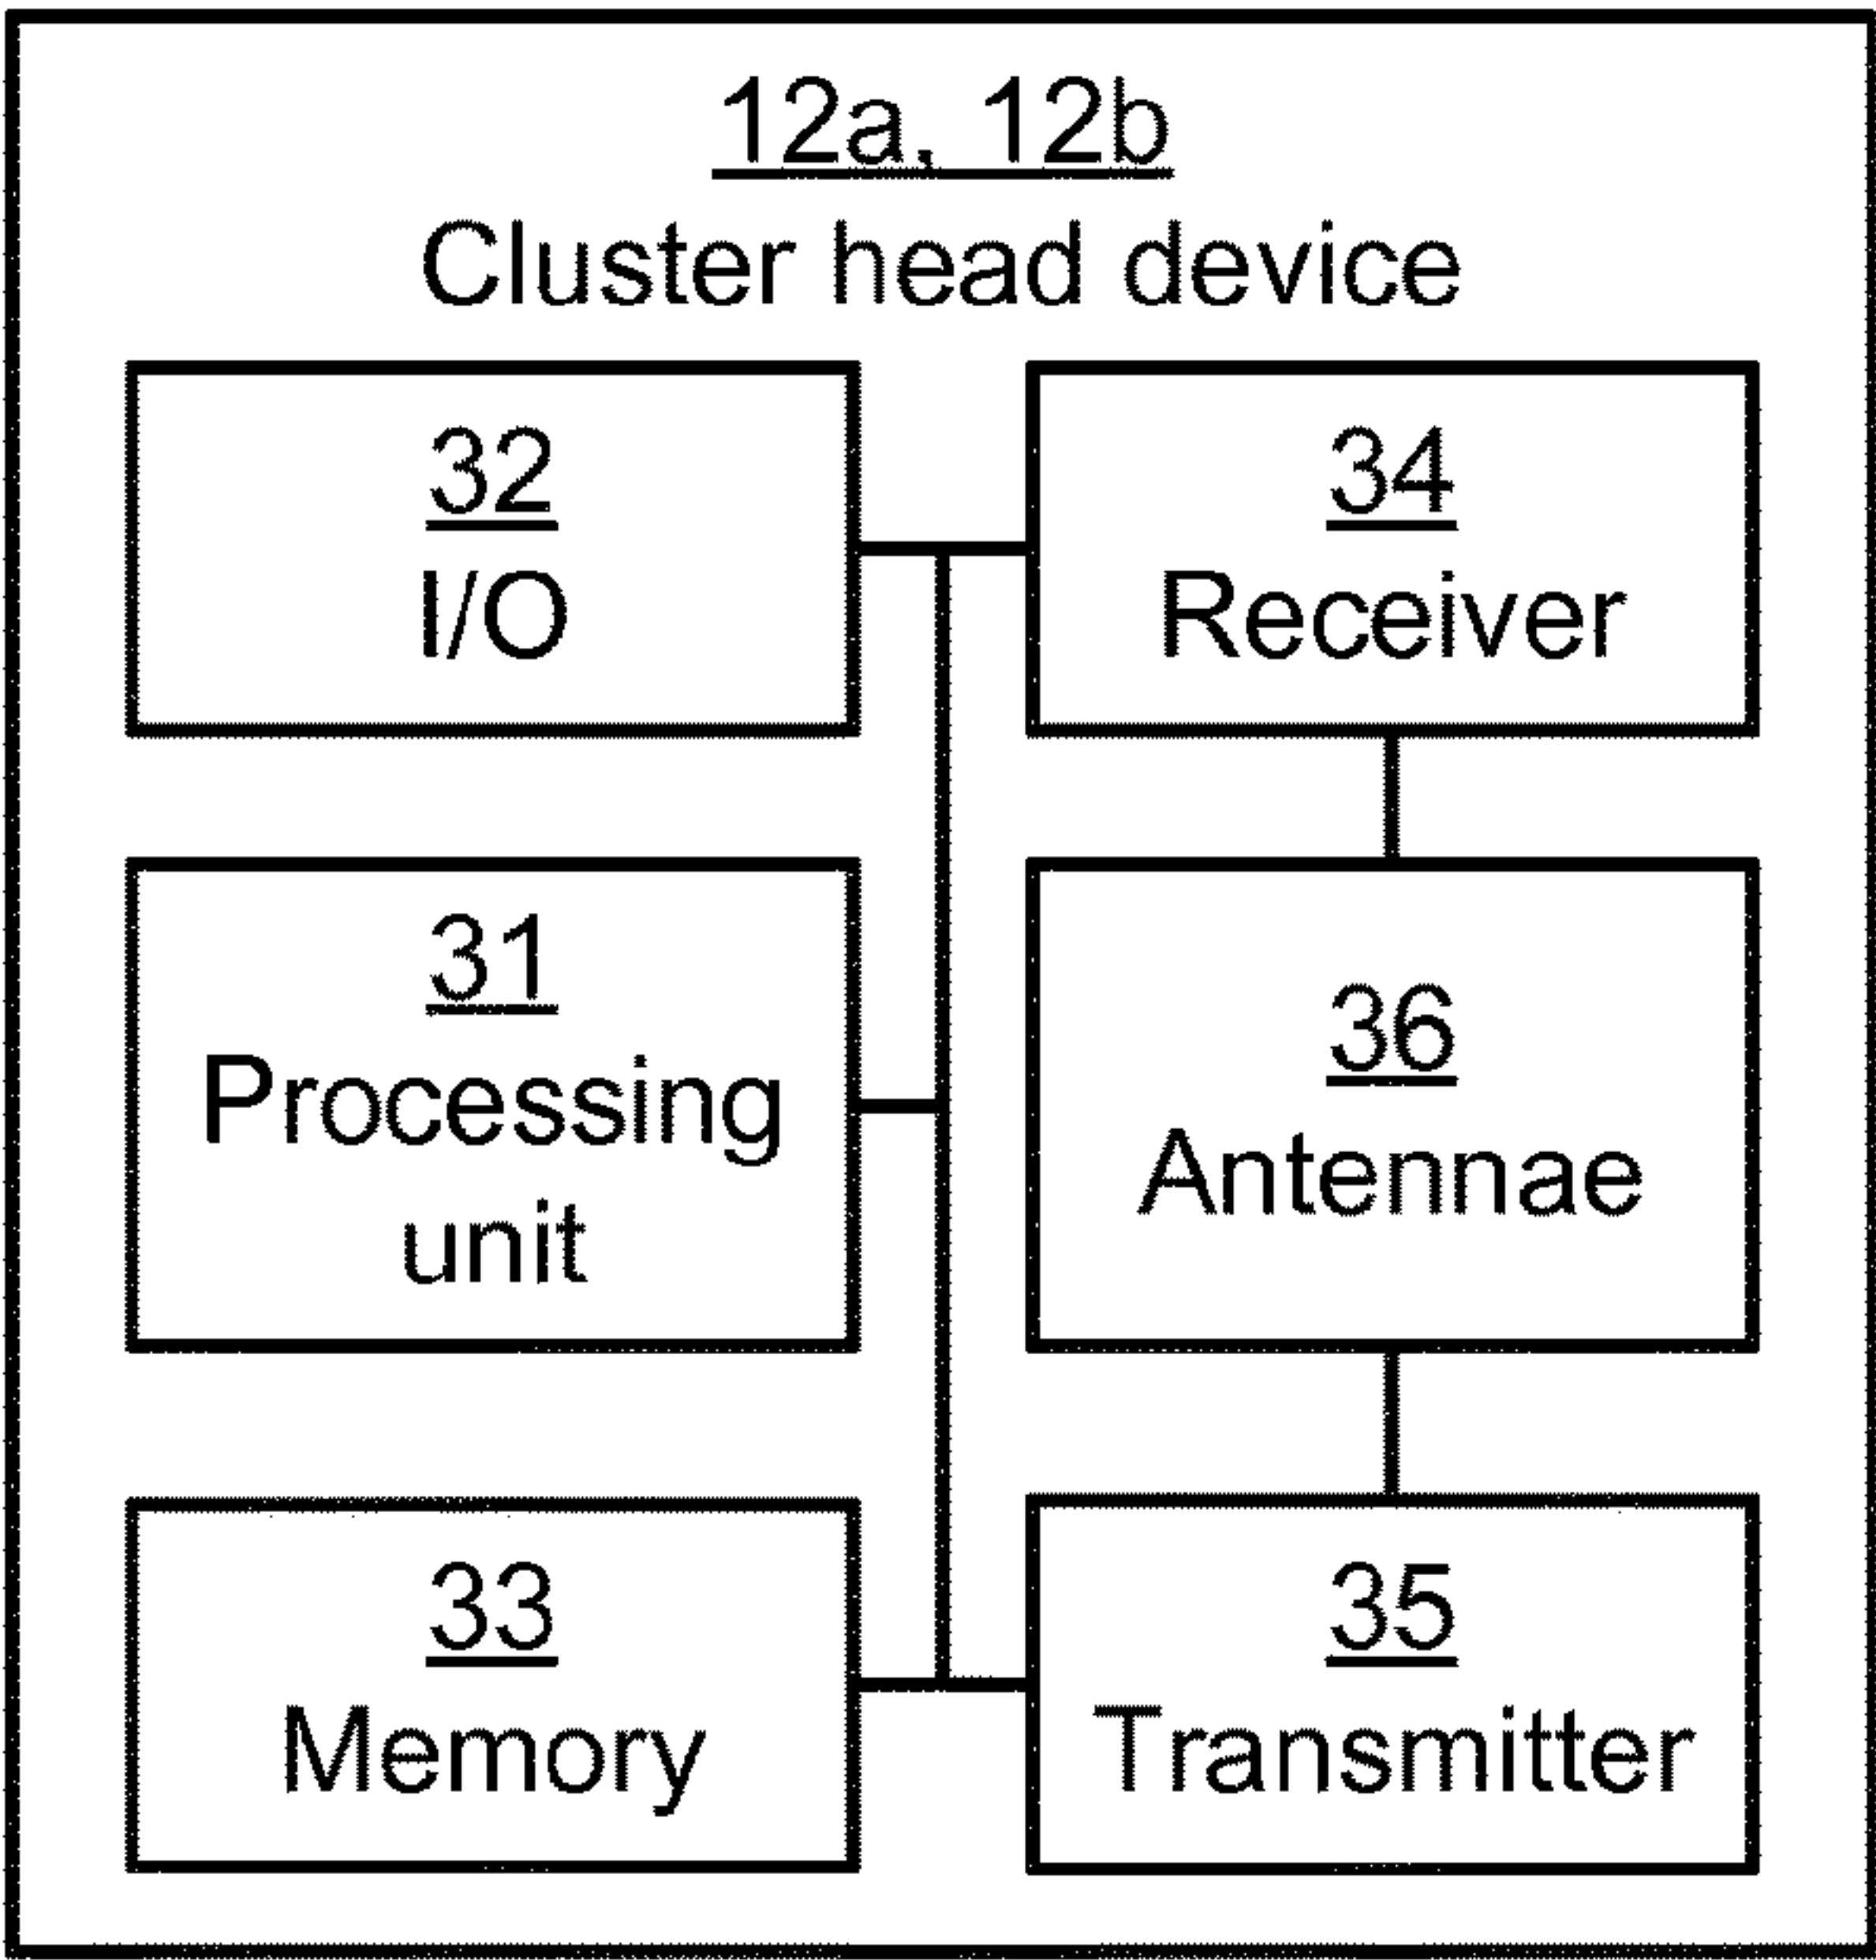 12a, 12b
Cluster head device
32
I/O
34
Receiver
31
Processing
unit
36
Antennae
33
Memory
35
Transmitter